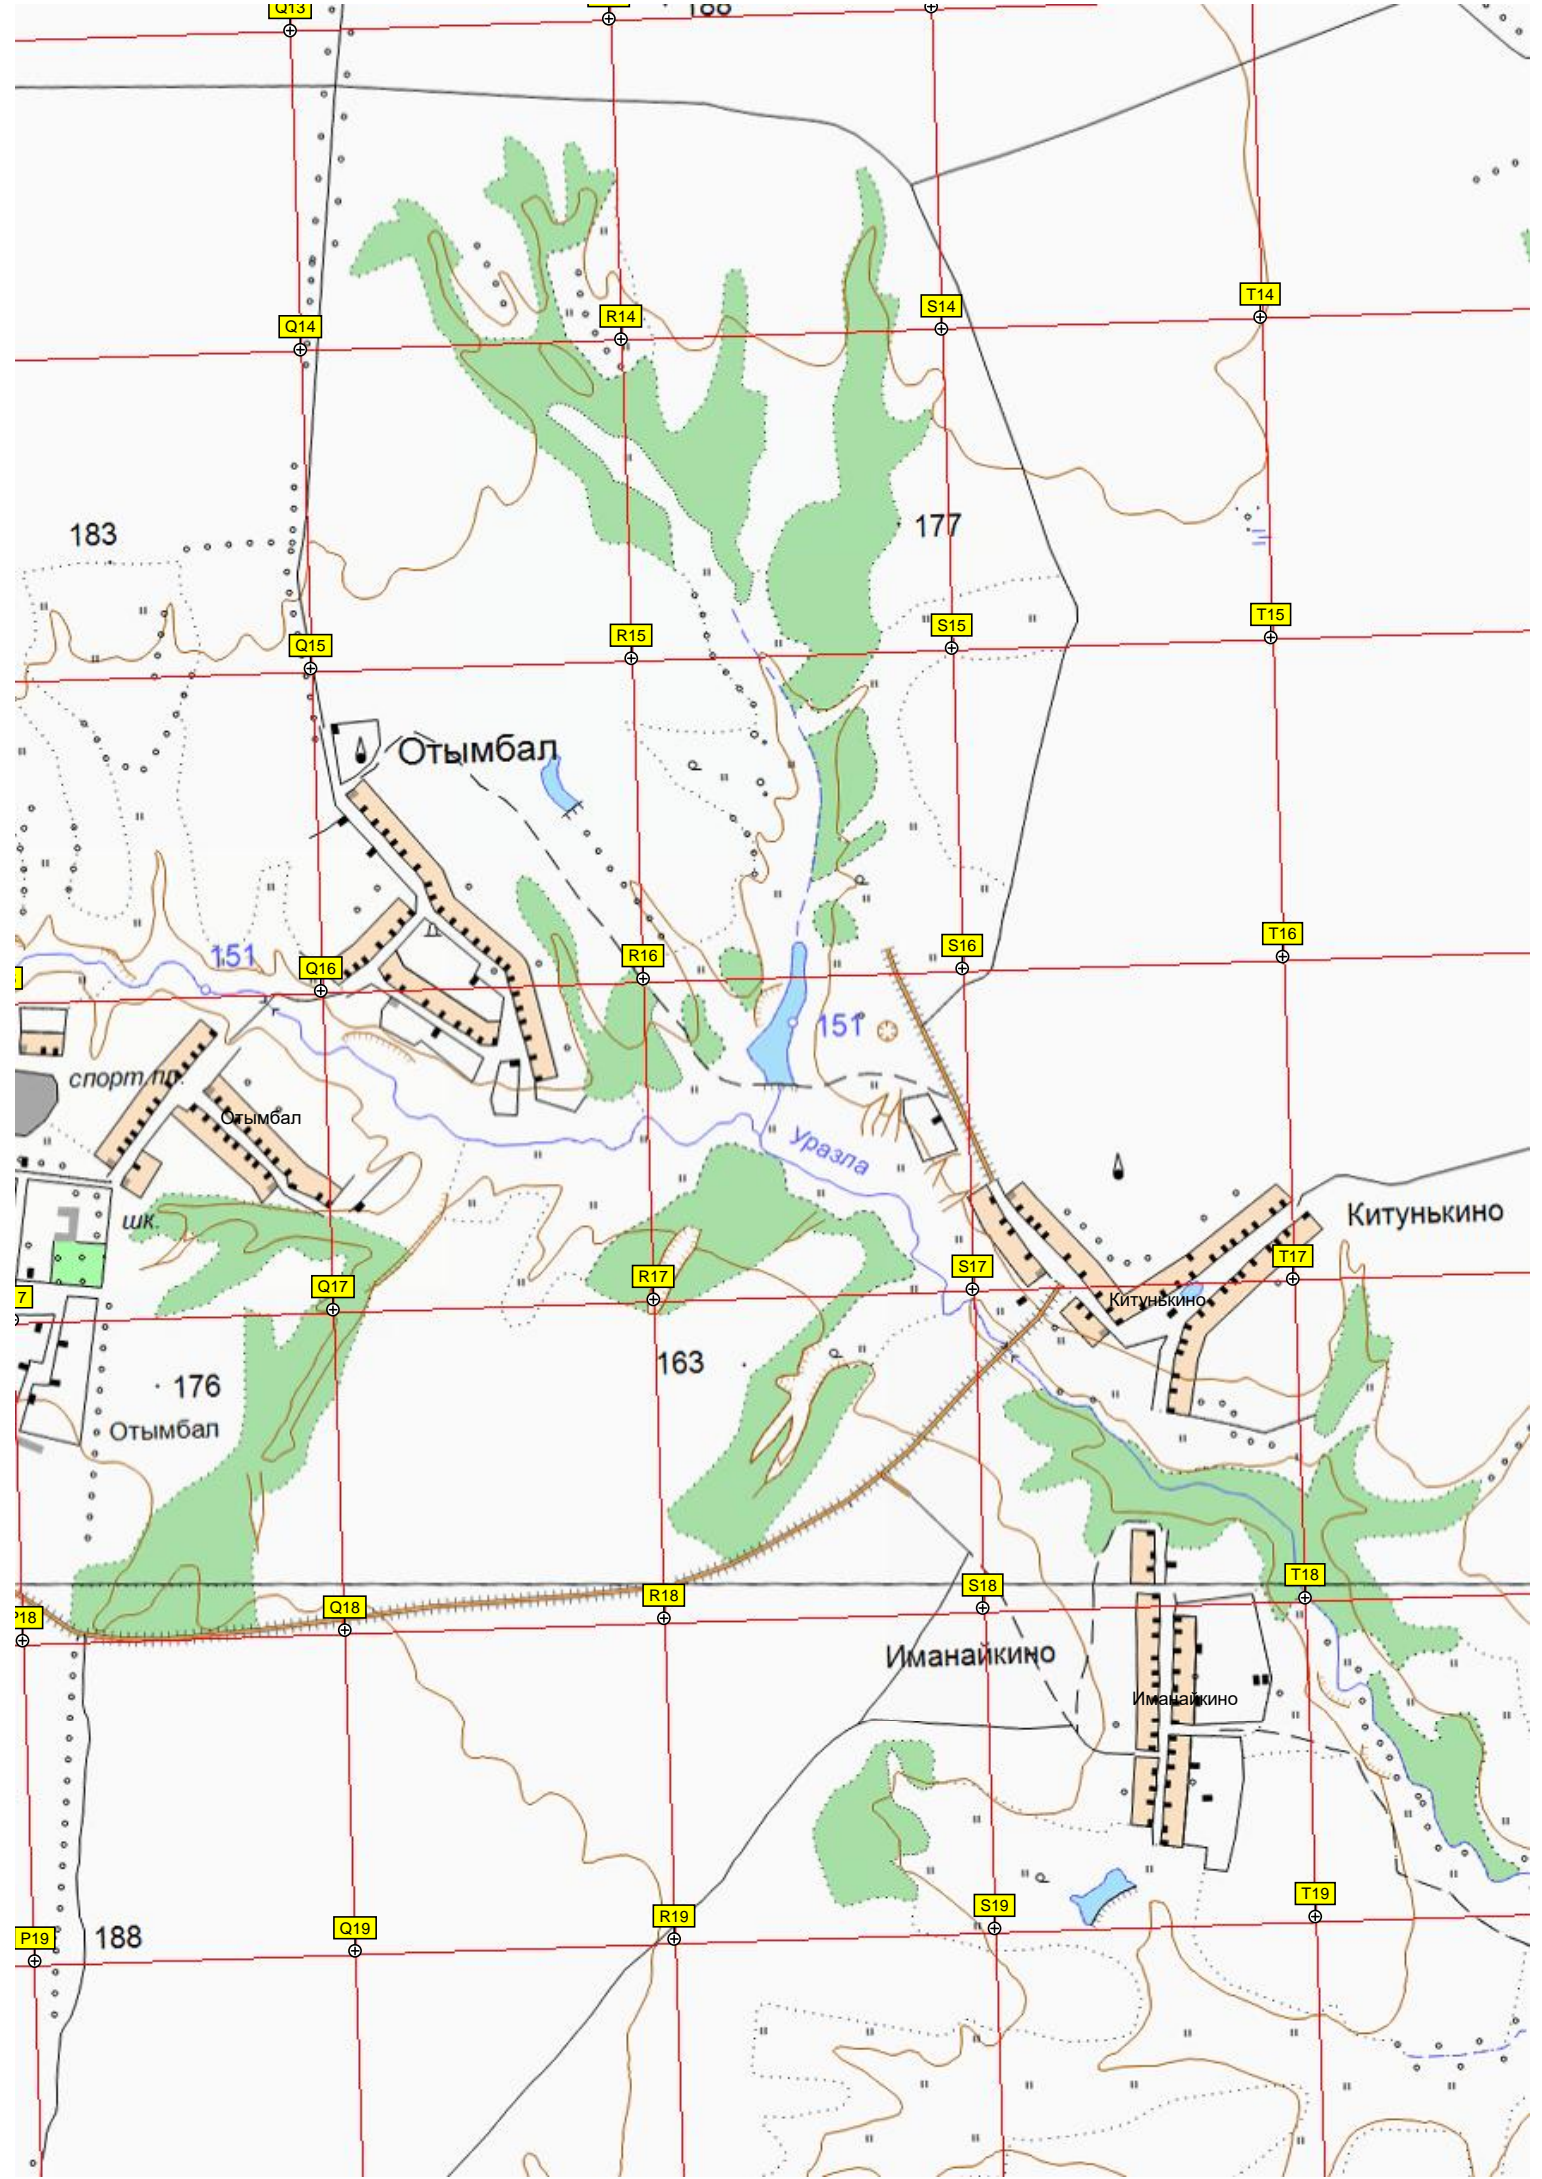 Q13
Q14
R14
S14
T14
183
177
Q15
R15
S15
T15
Отымбал
151
Q16
R16
S16
T16
151
спорт.пл.
Отымбал
Уразла
шк.
Китунькино
Q17
R17
S17
T17
Китунькино
176
163
Отымбал
P18
Q18
R18
S18
T18
Иманайкино
Иманайкино
P19
188
Q19
R19
S19
T19